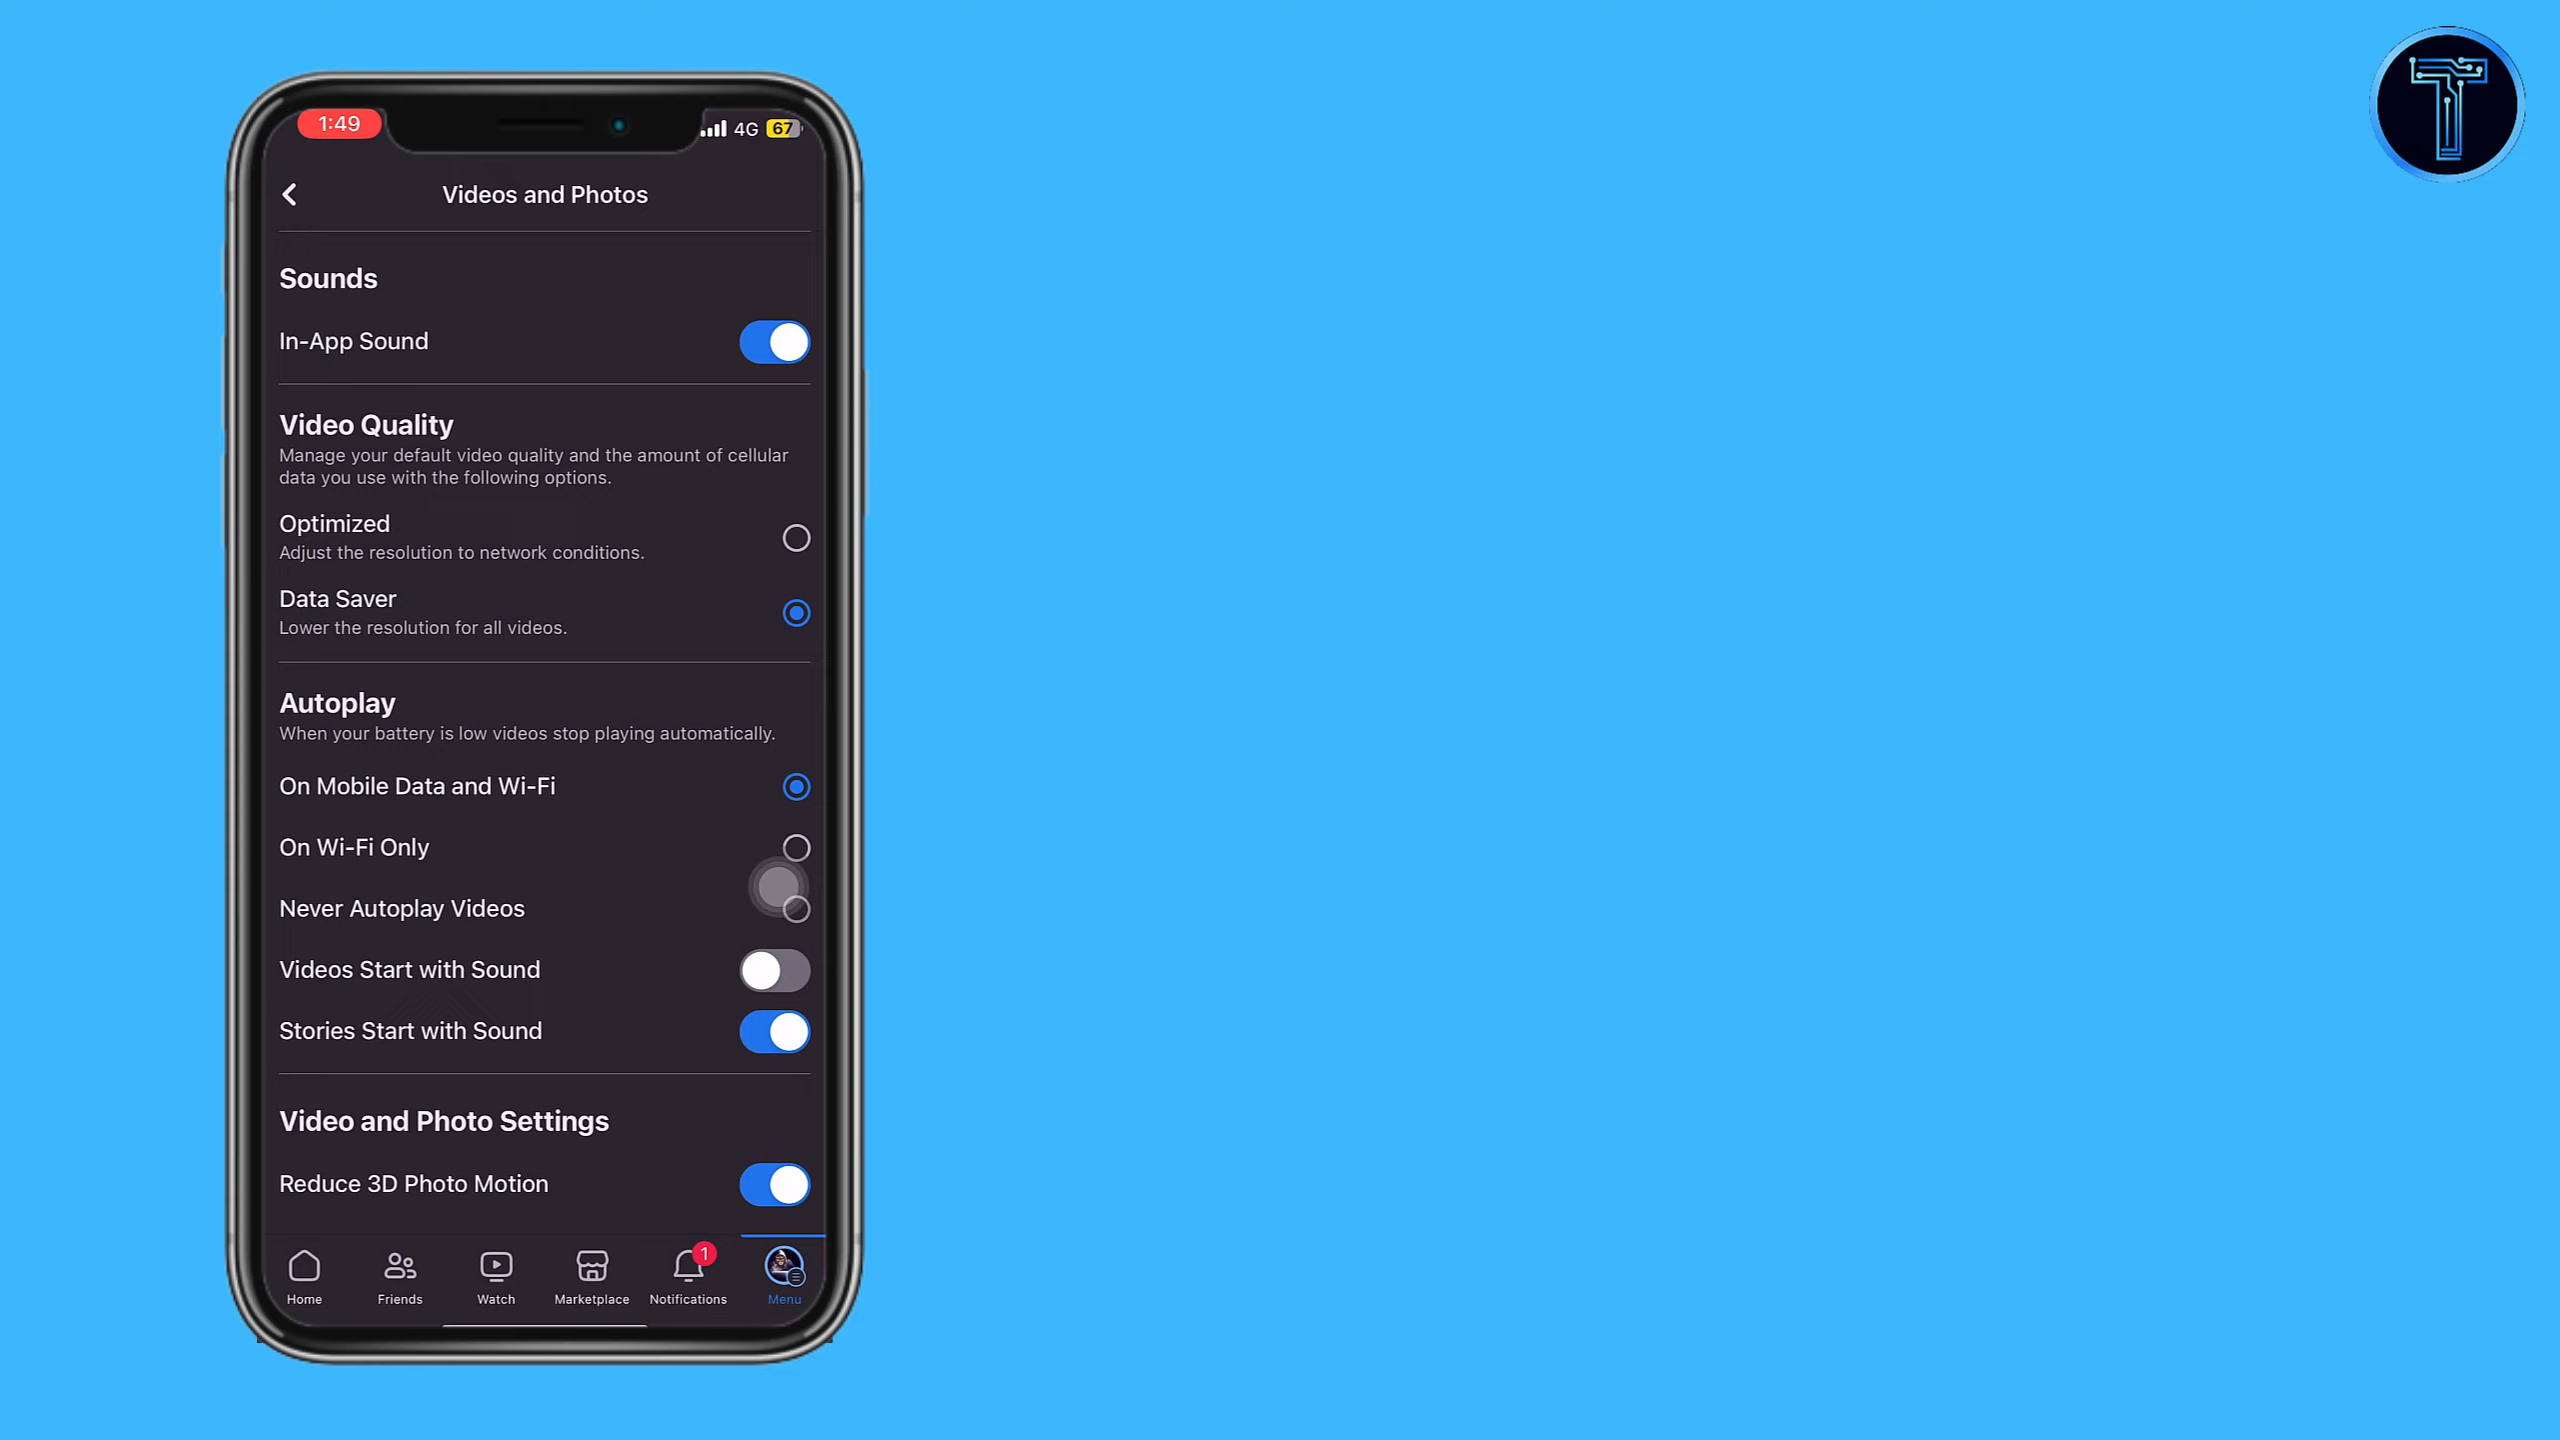 1:49
4G 67
Videos and Photos
Sounds
In-App Sound
Video Quality
Manage your default video quality and the amount of cellular
data you use with the following options.
Optimized
Adjust the resolution to network conditions.
Data Saver
Lower the resolution for all videos.
Autoplay
When your battery is low videos stop playing automatically.
On Mobile Data and Wi-Fi
On Wi-Fi Only
Never Autoplay Videos
Videos Start with Sound
Stories Start with Sound
Video and Photo Settings
Reduce 3D Photo Motion
1
Home Friends Watch Marketplace Notifications Menu
T